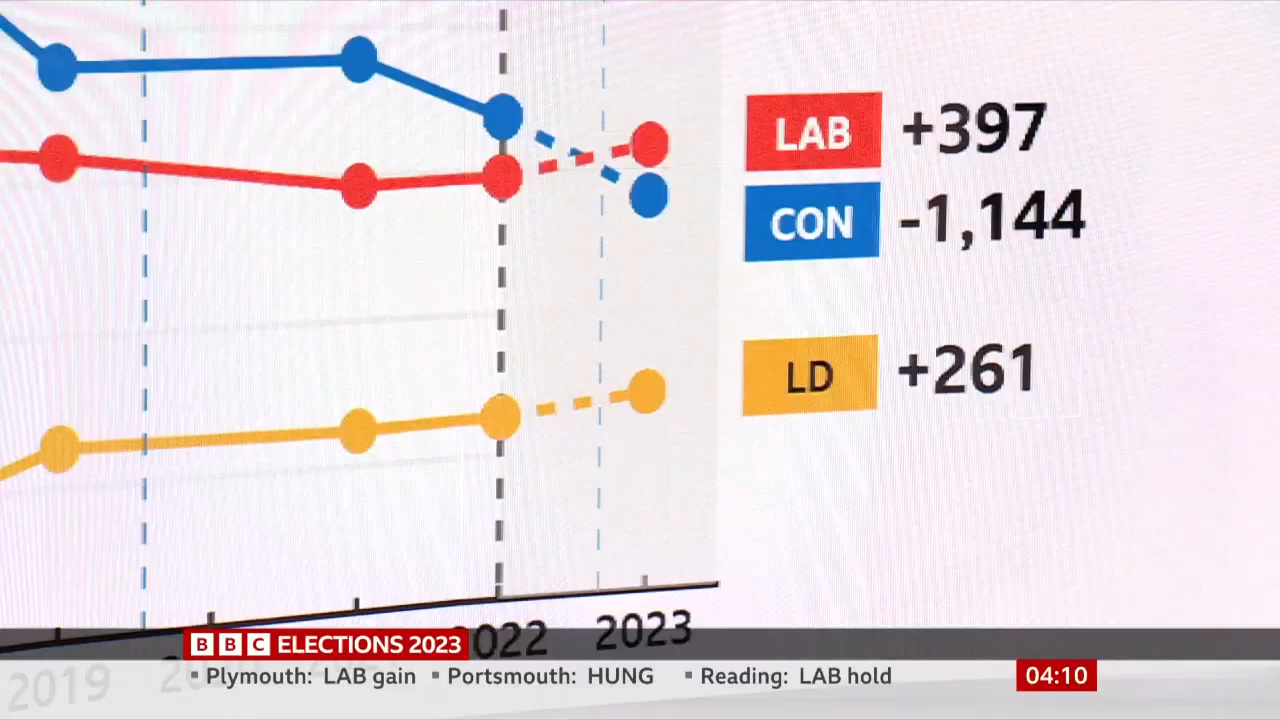 LAB +397
CON -1,144
LD +261
2023
BBC ELECTIONS 2023
Plymouth: LAB gain
Portsmouth: HUNG
Reading: LAB hold
04:10
2019